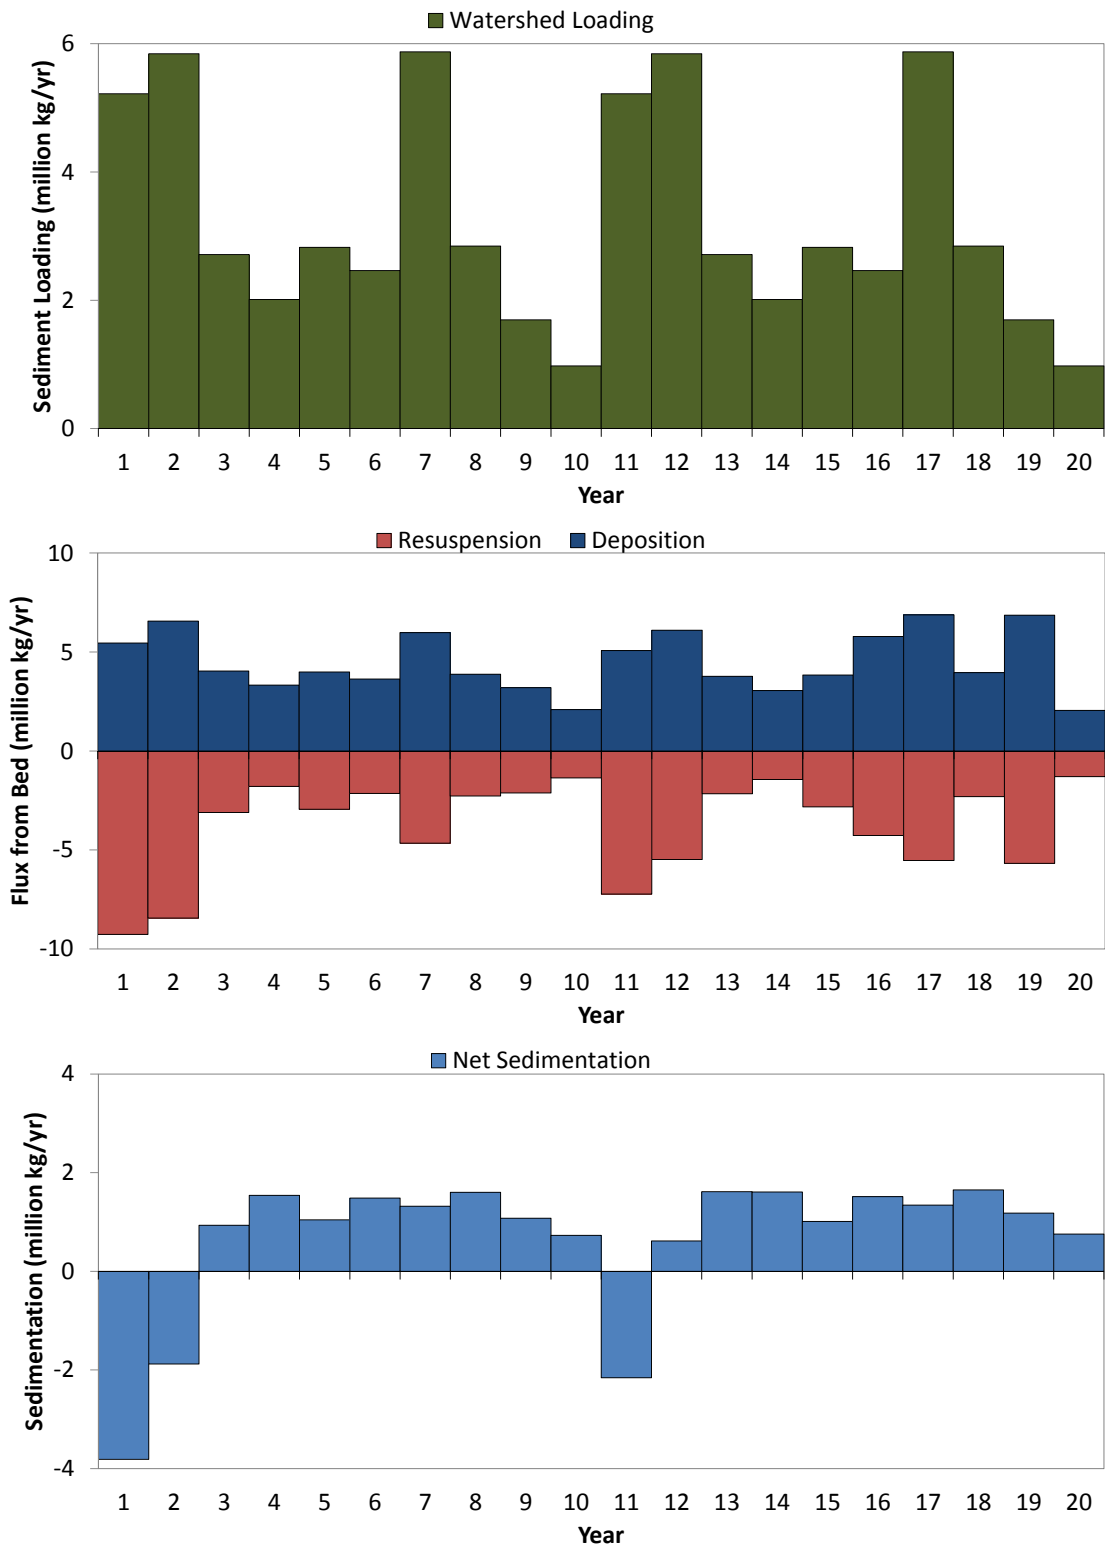 Watershed Loading
Sediment Loading (million kg/yr)
6
4
2
0
1 2 3 4 5 6 7 8 9 10 11 12 13 14 15 16 17 18 19 20
Year
Resuspension Deposition
Flux from Bed (million kg/yr)
10
5
0
-5
-10
1 2 3 4 5 6 7 8 9 10 11 12 13 14 15 16 17 18 19 20
Year
Net Sedimentation
Sedimentation (million kg/yr)
4
2
0
-2
-4
1 2 3 4 5 6 7 8 9 10 11 12 13 14 15 16 17 18 19 20
Year